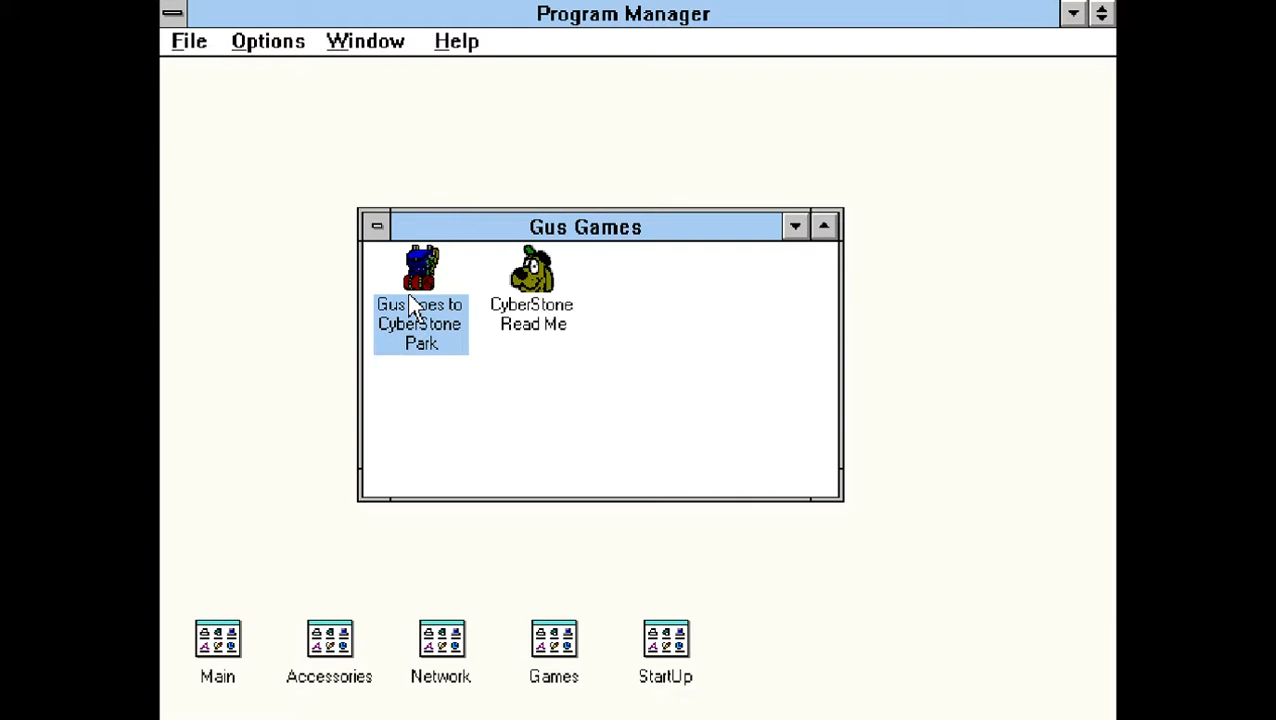 Program Manager
File Options Window Help
Gus Games
Gus oes to
CyberStone
Park
CyberStone
Read Me
Main
Accessories
Network
Games
StartUp